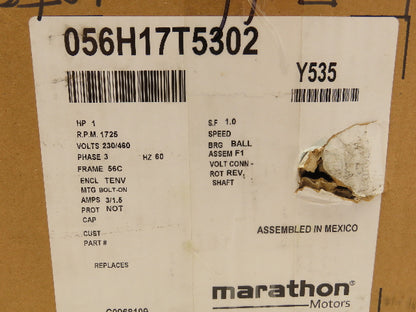 056H17T5302
Y535
HP 1
R.P.M. 1725
VOLTS 230/460
PHASE 3 HZ 60
FRAME 56C
ENCL TENV
MTG BOLT-ON
AMPS 3/1.5
PROT NOT
CAP
CUST
PART #
REPLACES
S.F 1.0
SPEED
BRG BALL
ASSEM F1
VOLT CONN-
ROT REV,
SHAFT
ASSEMBLED IN MEXICO
marathon®
Motors